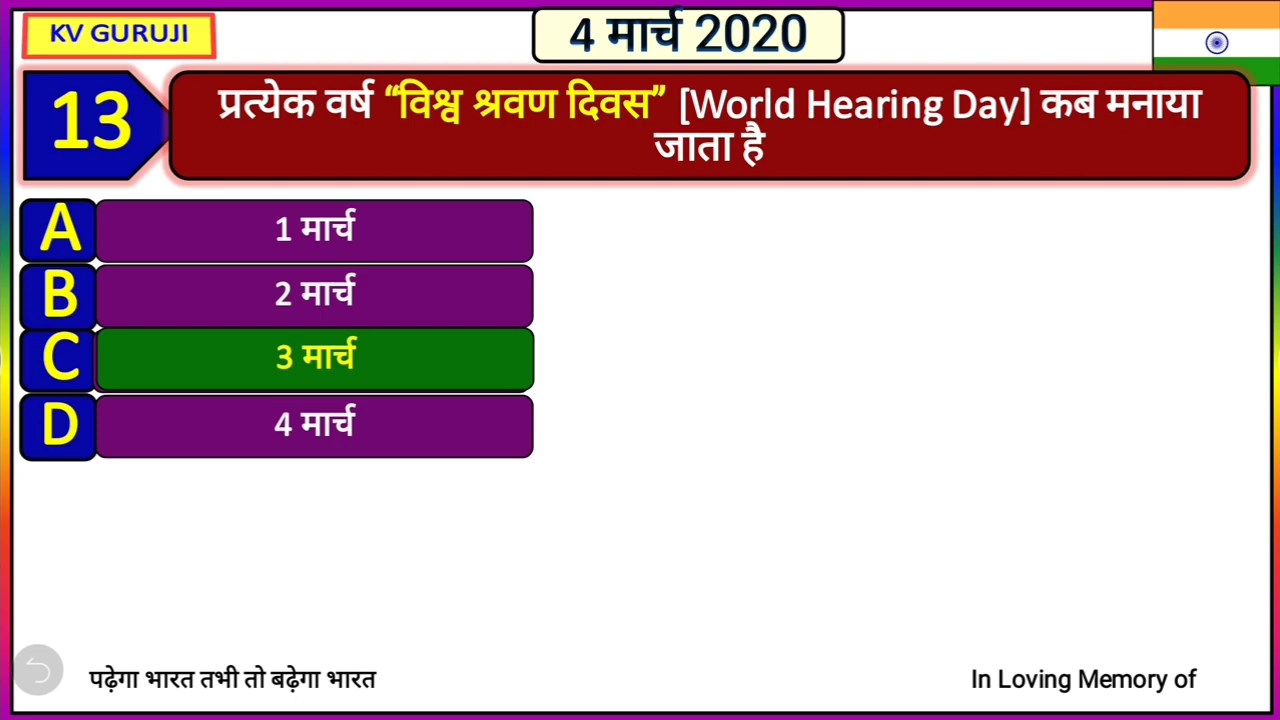 KV GURUJI
4 मार्च 2020
13
प्रत्येक वर्ष “विश्व श्रवण दिवस” [World Hearing Day] कब मनाया
जाता है
A 1 मार्च
B 2 मार्च
C 3 मार्च
D 4 मार्च
पढ़ेगा भारत तभी तो बढ़ेगा भारत
In Loving Memory of